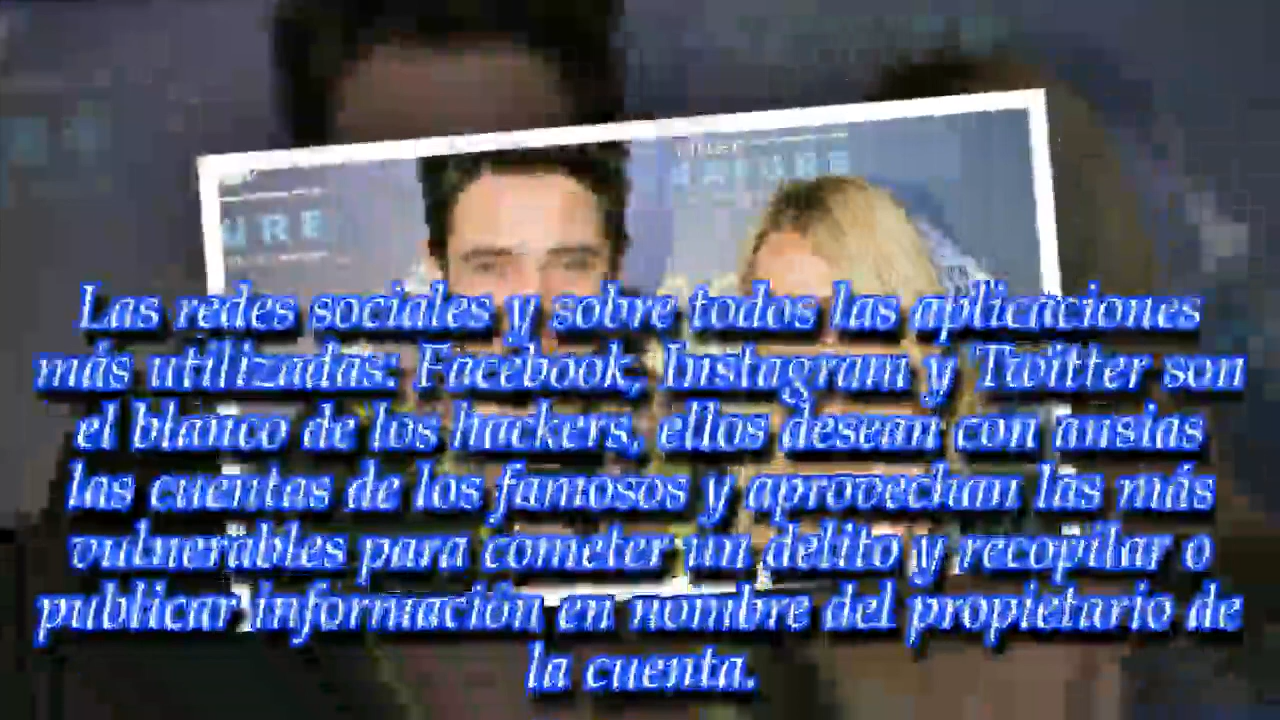 URE
Las redes sociales y sobre todos las aplicaciones
más utilizadas: Facebook, Instagram y Twitter son
el blanco de los hackers, ellos desean con ansias
las cuentas de los famosos y aprovechan las más
vulnerables para cometer un delito y recopilar o
publicar información en nombre del propietario de
la cuenta.